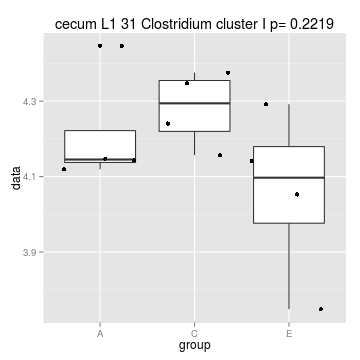 cecum L1 31 Clostridium cluster I p= 0.2219
data
4.3
4.1
3.9
A
C
E
group